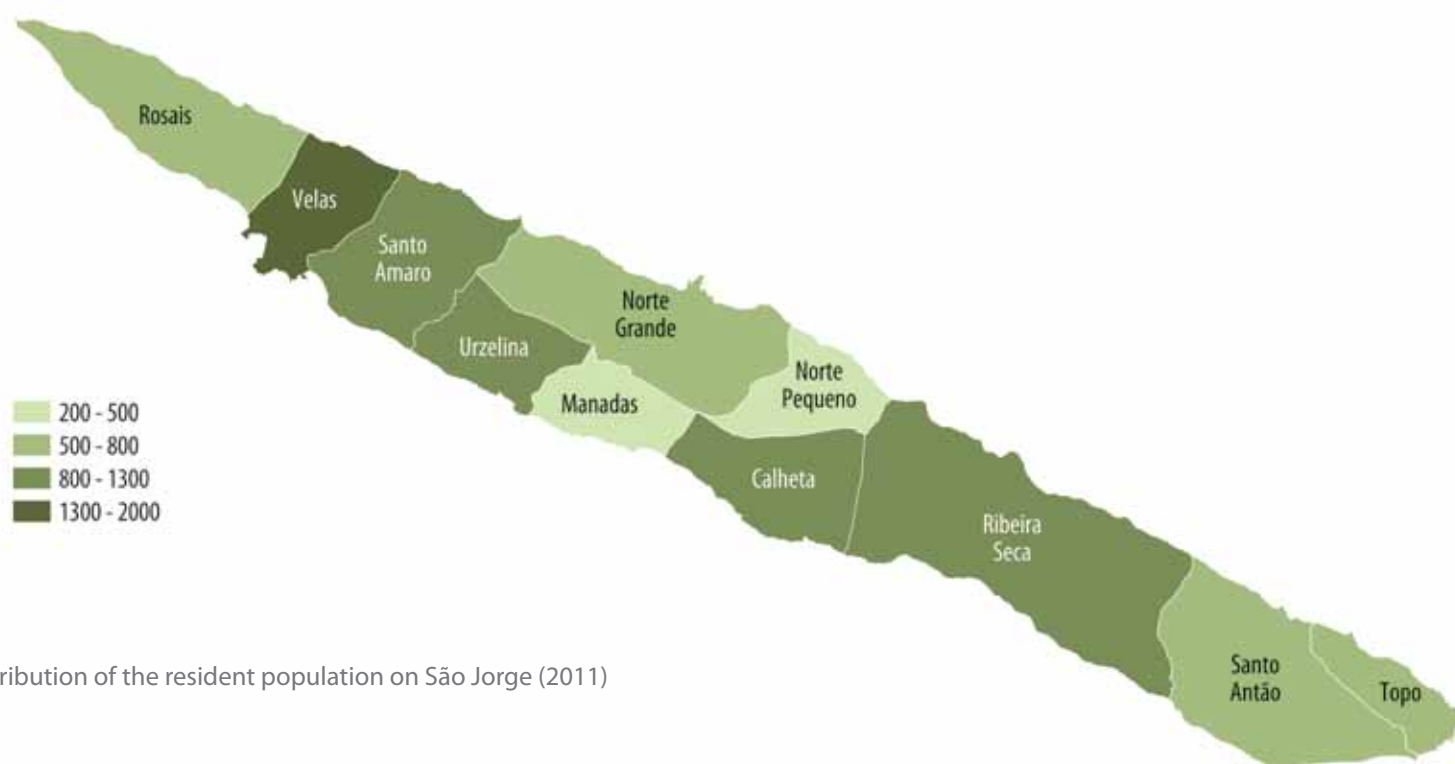 Rosais
Velas
Santo
Amaro
Norte
Grande
Urzelina
Norte
Pequeno
Manadas
Calheta
Ribeira
Seca
Santo
Antão
Topo
200 - 500
500 - 800
800 - 1300
1300 - 2000
ribution of the resident population on São Jorge (2011)